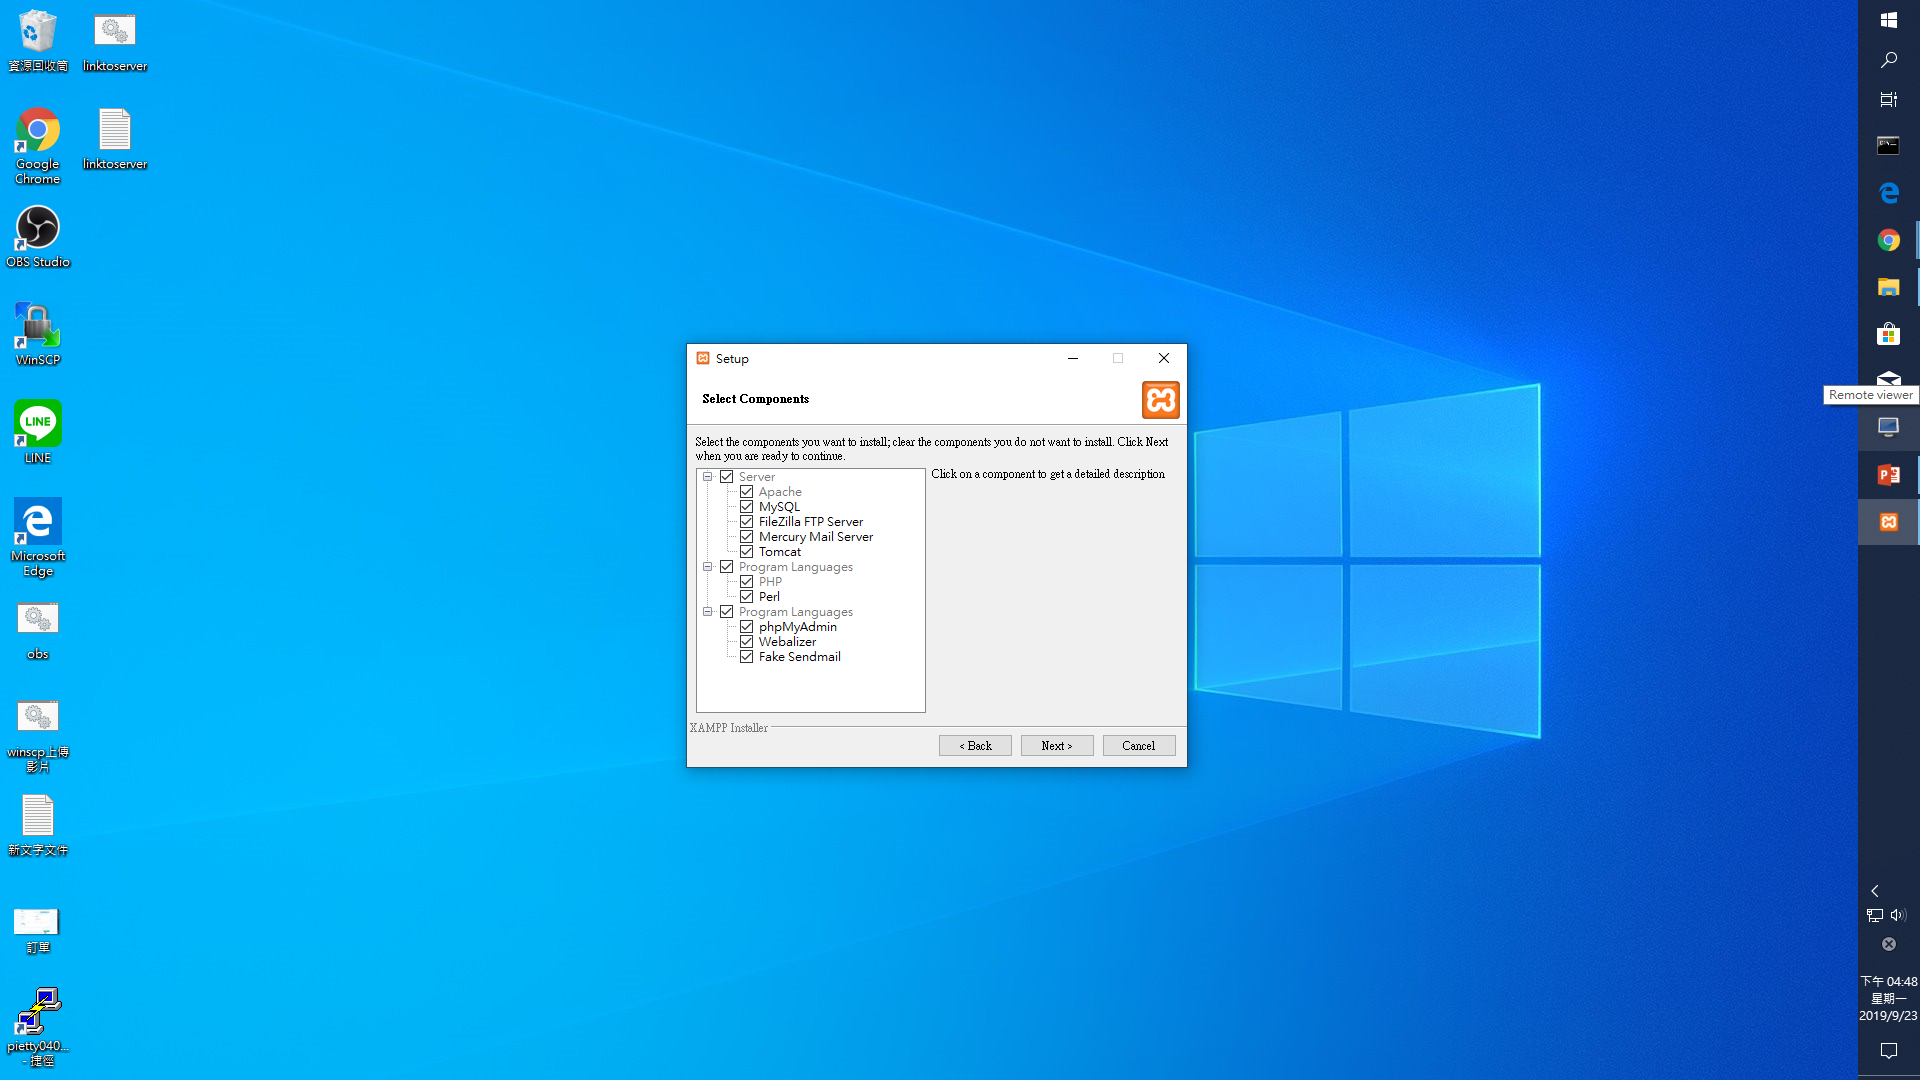 資源回收筒
linktoserver
Google
Chrome
linktoserver
OBS Studio
WinSCP
LINE
LINE
Microsoft
Edge
obs
winscp上傳
影片
新文字文件
訂單
pietty040...
- 捷徑
Setup
Select Components
Select the components you want to install; clear the components you do not want to install. Click Next
when you are ready to continue.
Server
Apache
MySQL
FileZilla FTP Server
Mercury Mail Server
Tomcat
Program Languages
PHP
Perl
Program Languages
phpMyAdmin
Webalizer
Fake Sendmail
Click on a component to get a detailed description
XAMPP Installer
< Back
Next >
Cancel
Remote viewer
下午 04:48
星期一
2019/9/23